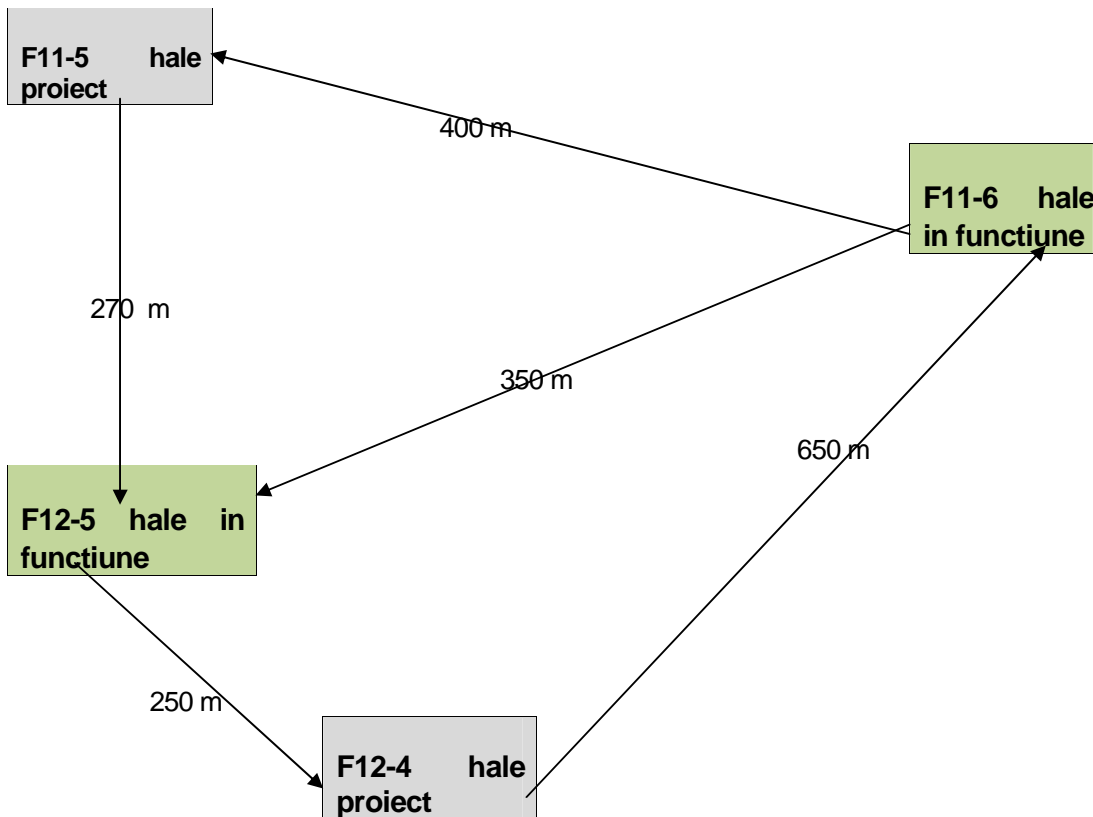 F11-5 hale
proiect
400 m
F11-6 hale
in functiune
270 m
350 m
650 m
F12-5 hale in
functiune
250 m
F12-4 hale
proiect